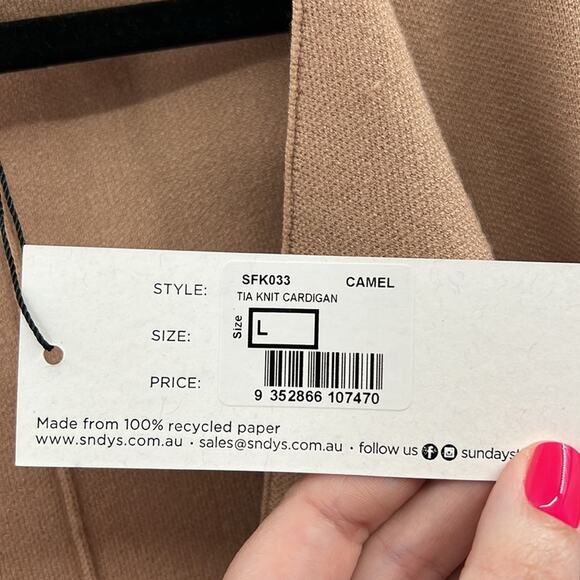 STYLE: SFK033 CAMEL
TIA KNIT CARDIGAN
SIZE: Size L
PRICE:
9 352866 107470
Made from 100% recycled paper
www.sndys.com.au · sales@sndys.com.au · follow us